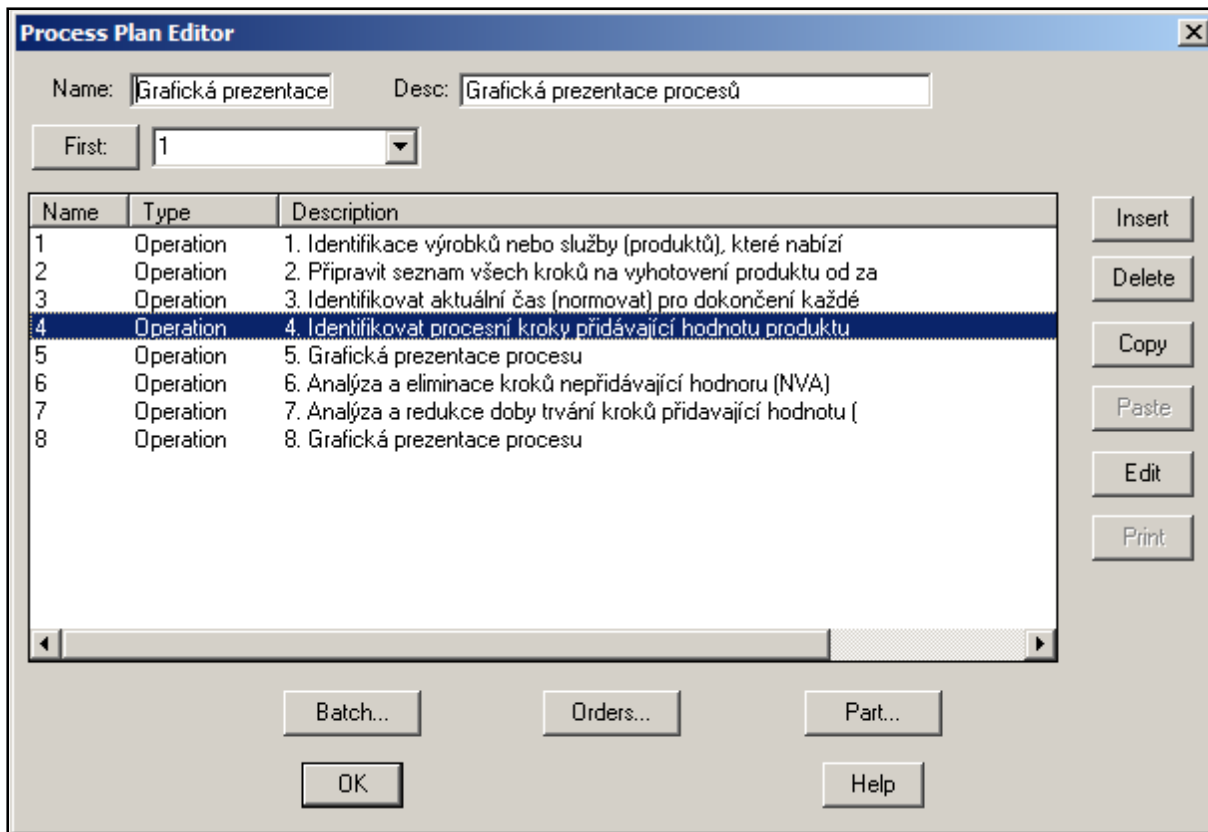 Process Plan Editor
Name: Grafická prezentace Desc: Grafická prezentace procesů
First: 1
Name Type Description
1 Operation 1. Identifikace výrobků nebo služby (produktů), které nabízí
2 Operation 2. Připravit seznam všech kroků na vyhotovení produktu od za
3 Operation 3. Identifikovat aktuální čas (normovat) pro dokončení každé
4 Operation 4. Identifikovat procesní kroky přidávající hodnotu produktu
5 Operation 5. Grafická prezentace procesu
6 Operation 6. Analýza a eliminace kroků nepřidávající hodnoru (NVA)
7 Operation 7. Analýza a redukce doby trvání kroků přidavající hodnotu (
8 Operation 8. Grafická prezentace procesu
Insert
Delete
Copy
Paste
Edit
Print
Batch... Orders... Part...
OK Help